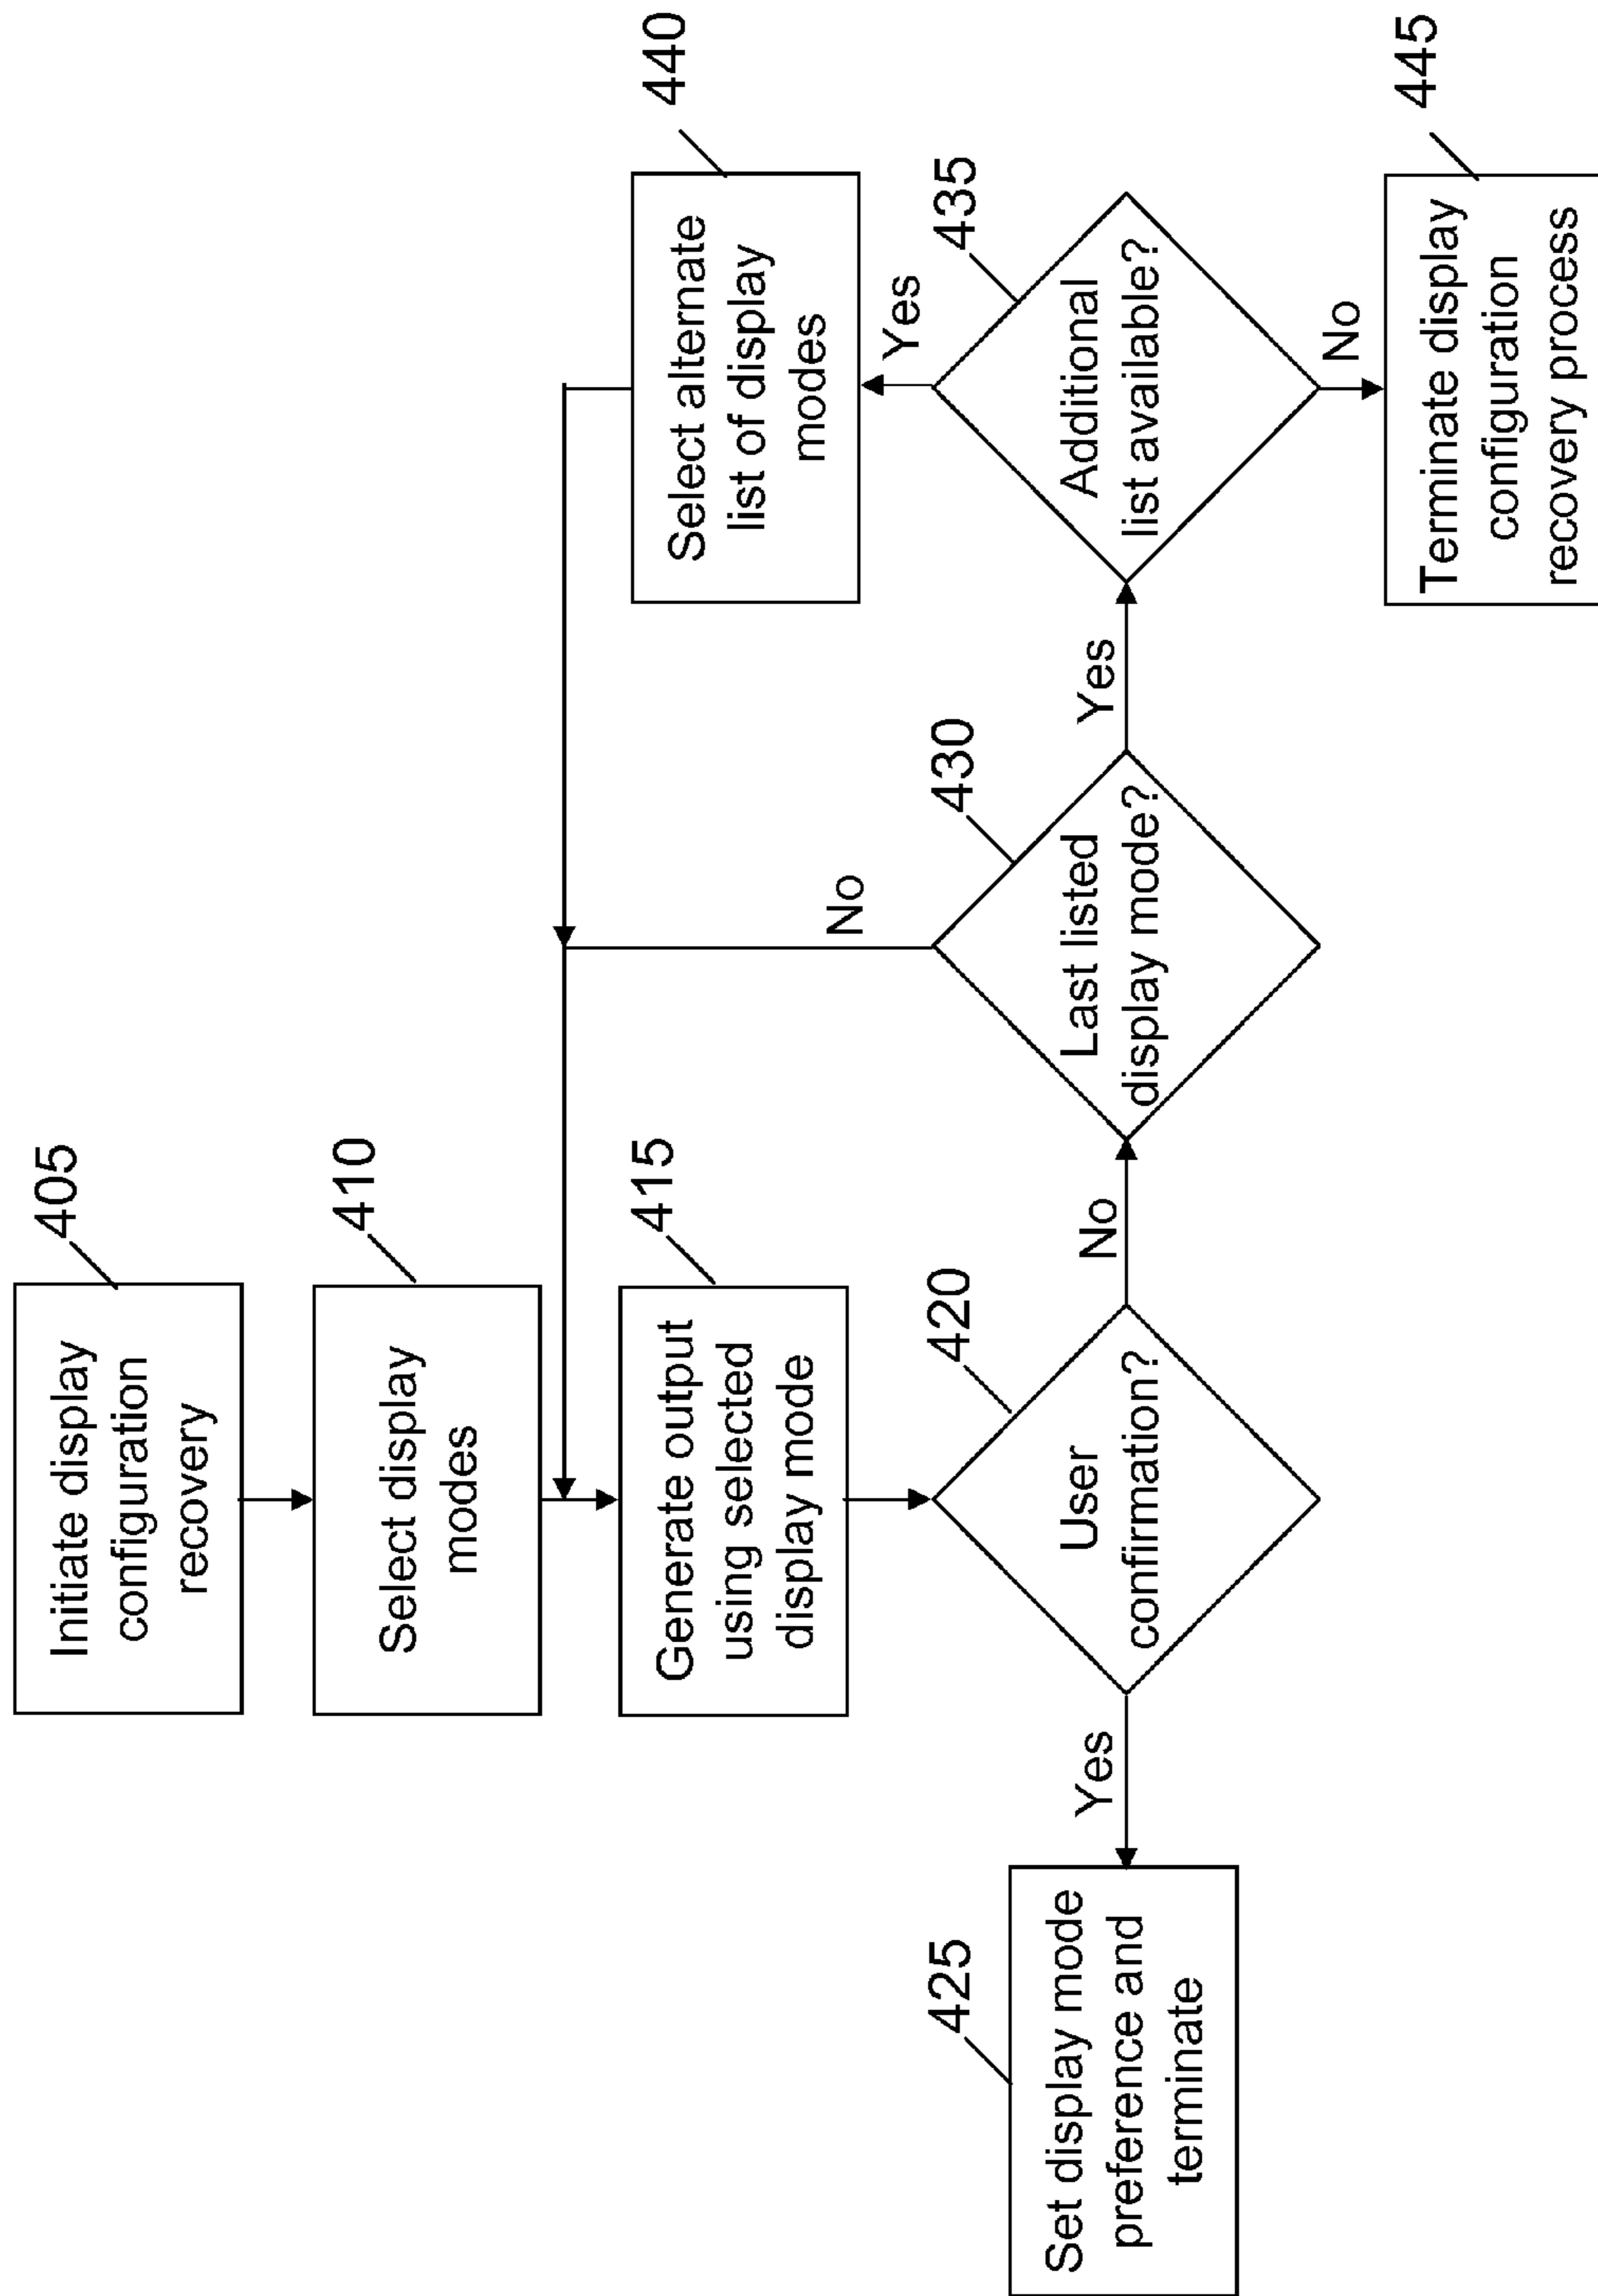 405
Initiate display
configuration
recovery
410
Select display
modes
415
Generate output
using selected
display mode
420
User
confirmation?
Yes
No
425
Set display mode
preference and
terminate
430
Last listed
display mode?
No
Yes
435
Additional
list available?
Yes
No
440
Select alternate
list of display
modes
445
Terminate display
configuration
recovery process